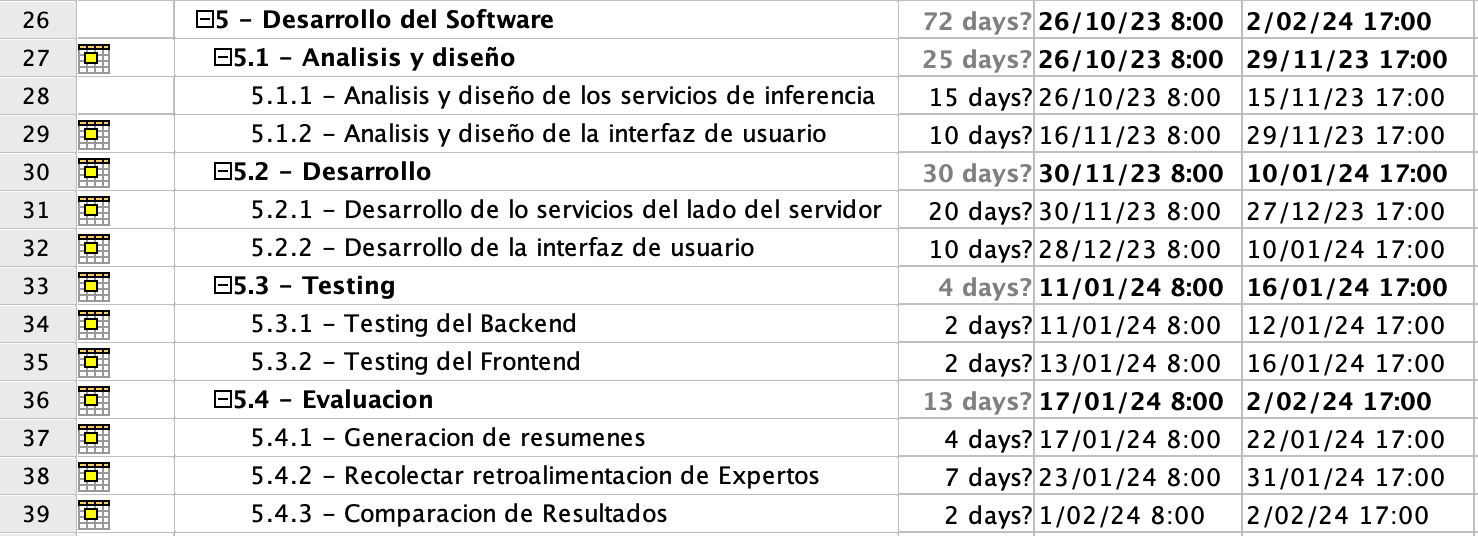 26 5 – Desarrollo del Software 72 days? 26/10/23 8:00 2/02/24 17:00
27 5.1 – Analisis y diseño 25 days? 26/10/23 8:00 29/11/23 17:00
28 5.1.1 – Analisis y diseño de los servicios de inferencia 15 days? 26/10/23 8:00 15/11/23 17:00
29 5.1.2 – Analisis y diseño de la interfaz de usuario 10 days? 16/11/23 8:00 29/11/23 17:00
30 5.2 – Desarrollo 30 days? 30/11/23 8:00 10/01/24 17:00
31 5.2.1 – Desarrollo de lo servicios del lado del servidor 20 days? 30/11/23 8:00 27/12/23 17:00
32 5.2.2 – Desarrollo de la interfaz de usuario 10 days? 28/12/23 8:00 10/01/24 17:00
33 5.3 – Testing 4 days? 11/01/24 8:00 16/01/24 17:00
34 5.3.1 – Testing del Backend 2 days? 11/01/24 8:00 12/01/24 17:00
35 5.3.2 – Testing del Frontend 2 days? 13/01/24 8:00 16/01/24 17:00
36 5.4 – Evaluacion 13 days? 17/01/24 8:00 2/02/24 17:00
37 5.4.1 – Generacion de resumenes 4 days? 17/01/24 8:00 22/01/24 17:00
38 5.4.2 – Recolectar retroalimentacion de Expertos 7 days? 23/01/24 8:00 31/01/24 17:00
39 5.4.3 – Comparacion de Resultados 2 days? 1/02/24 8:00 2/02/24 17:00